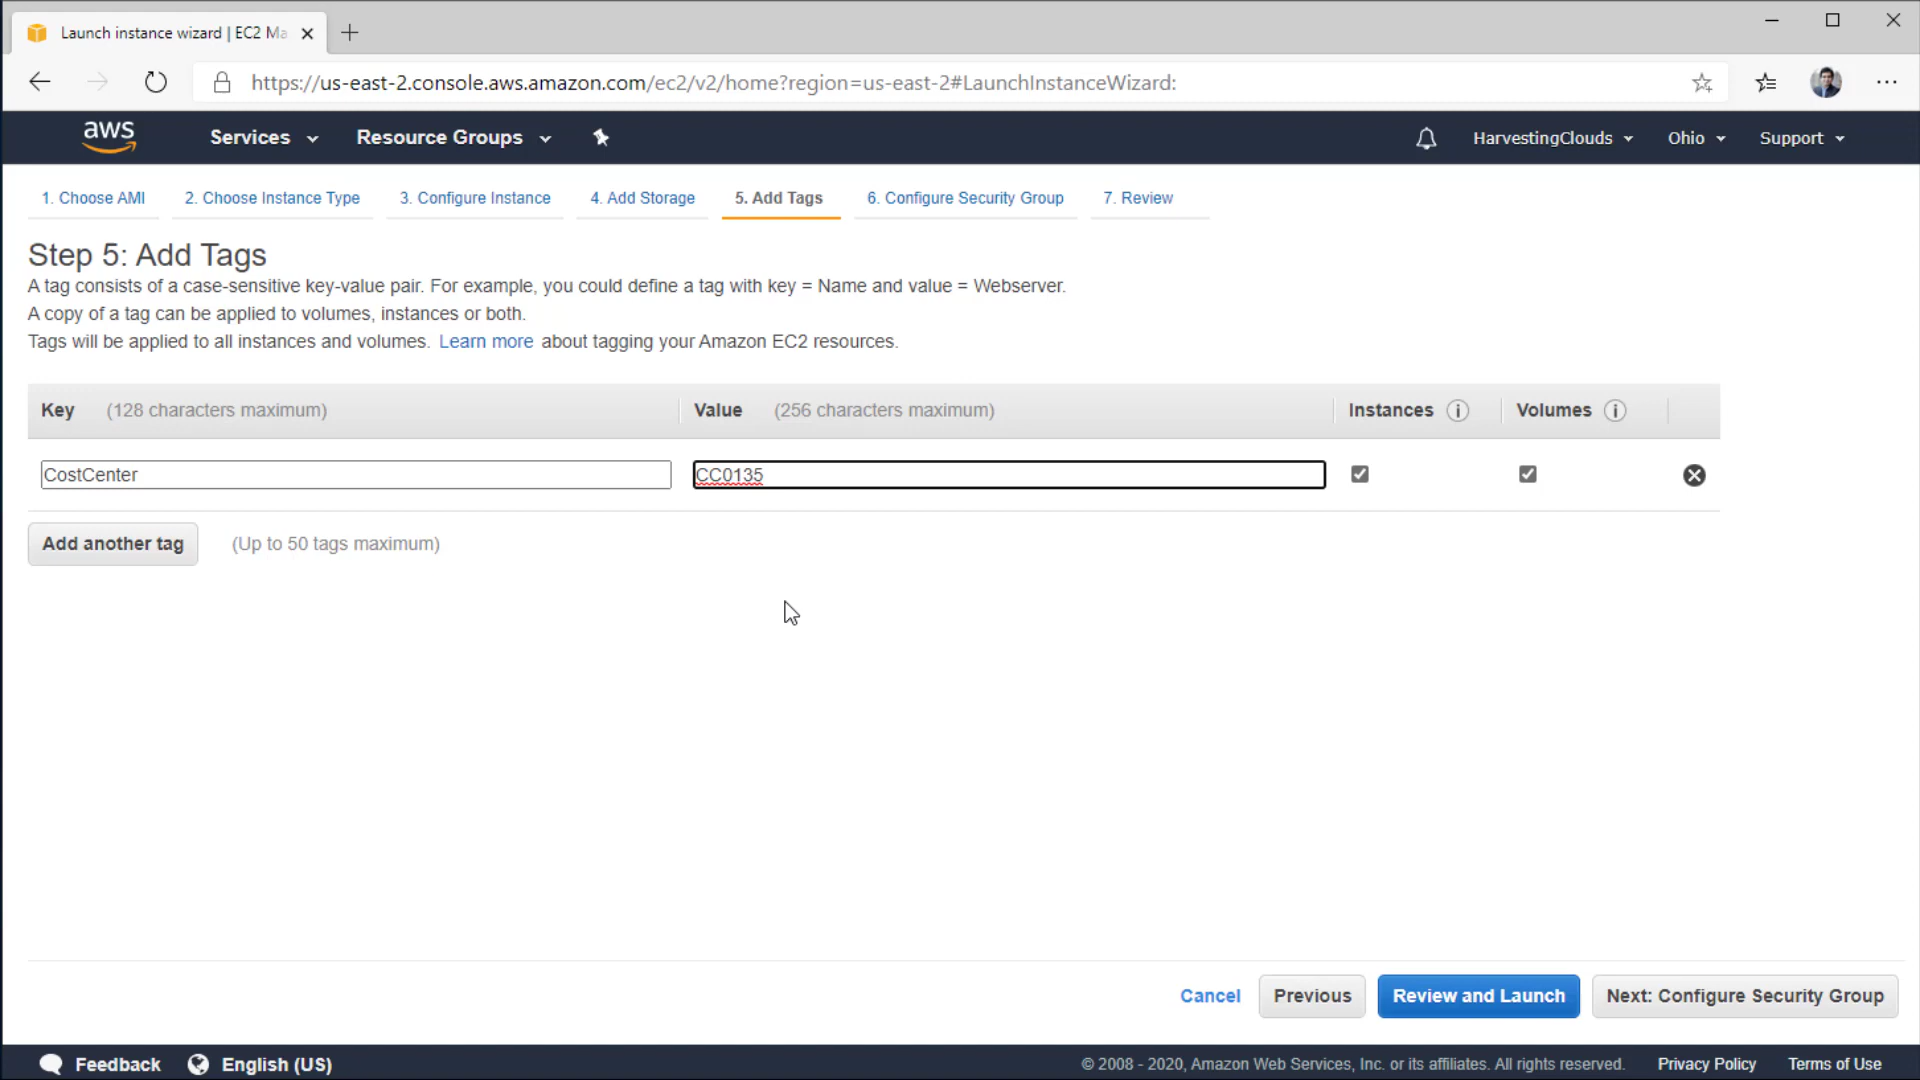 Launch instance wizard | EC2 Ma
https://us-east-2.console.aws.amazon.com/ec2/v2/home?region=us-east-2#LaunchInstanceWizard:
aws Services Resource Groups HarvestingClouds Ohio Support
1. Choose AMI 2. Choose Instance Type 3. Configure Instance 4. Add Storage 5. Add Tags 6. Configure Security Group 7. Review
Step 5: Add Tags
A tag consists of a case-sensitive key-value pair. For example, you could define a tag with key = Name and value = Webserver.
A copy of a tag can be applied to volumes, instances or both.
Tags will be applied to all instances and volumes. Learn more about tagging your Amazon EC2 resources.
Key (128 characters maximum) Value (256 characters maximum) Instances i Volumes i
CostCenter CC0135
Add another tag (Up to 50 tags maximum)
Cancel Previous Review and Launch Next: Configure Security Group
Feedback English (US) © 2008 - 2020, Amazon Web Services, Inc. or its affiliates. All rights reserved. Privacy Policy Terms of Use